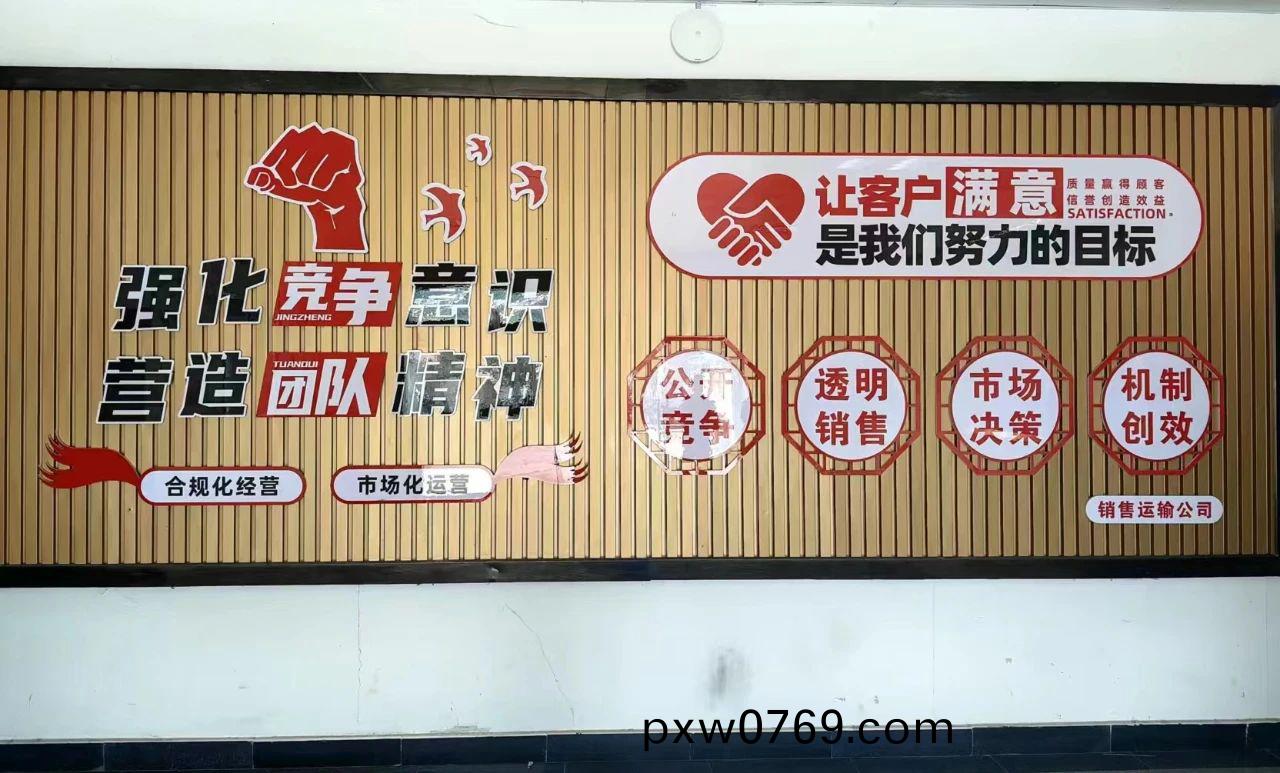 强化竞争意识
JINGZHENG
TUANDUI
营造团队精神
合规化经营
市场化运营
让客户满意
质量赢得顾客
信誉创造效益
SATISFACTION
是我们努力的目标
公开
竞争
透明
销售
市场
决策
机制
创效
销售运输公司
pxw0769.com